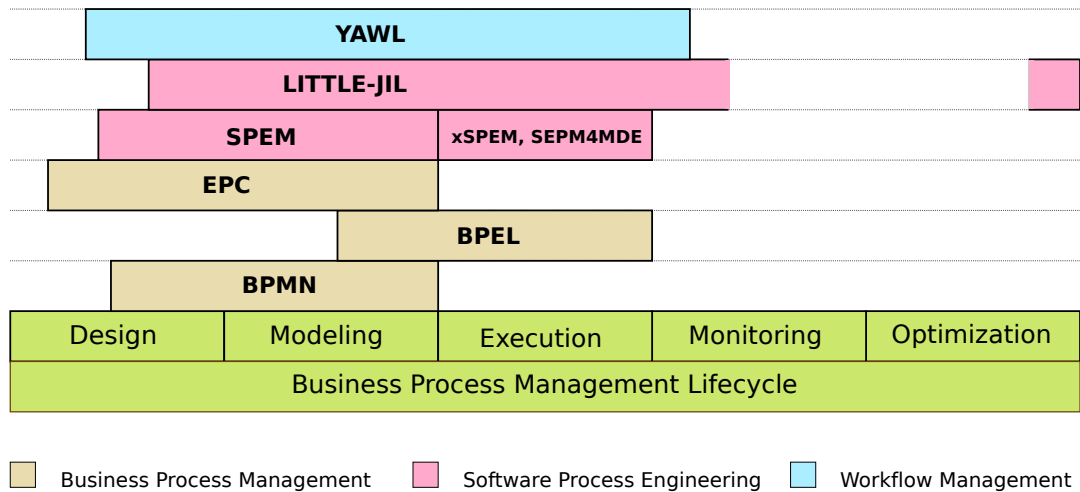 YAWL
LITTLE-JIL
SPEM
xSPEM, SEPM4MDE
EPC
BPEL
BPMN
Design
Modeling
Execution
Monitoring
Optimization
Business Process Management Lifecycle
Business Process Management
Software Process Engineering
Workflow Management